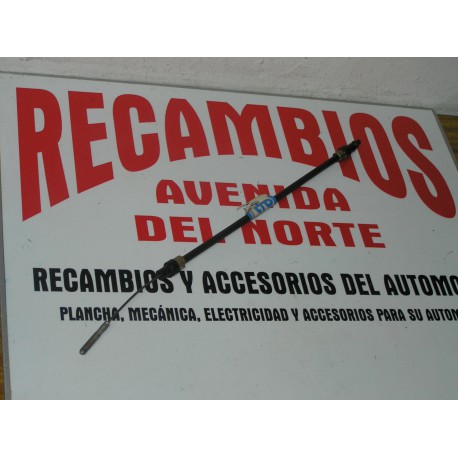 RECAMBIOS
AVENIDA
DEL NORTE
RECAMBIOS Y ACCESORIOS DEL AUTOMO
PLANCHA, MECÁNICA, ELECTRICIDAD Y ACCESORIOS PARA SU AUTOM